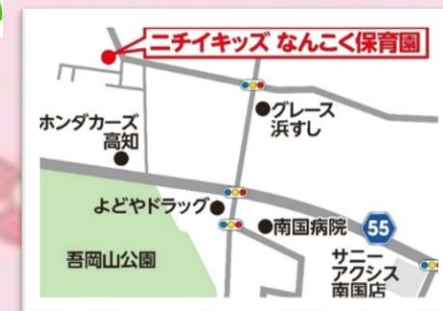 ニチイキッズ なんこく保育園
グレース
浜すし
ホンダカーズ
高知
よどやドラッグ
南国病院
55
吾岡山公園
サニー
アクシス
南国店